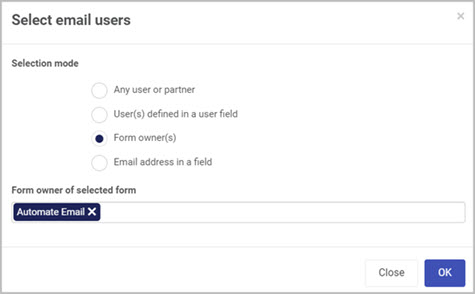 Select email users
×
Selection mode
Any user or partner
User(s) defined in a user field
Form owner(s)
Email address in a field
Form owner of selected form
Automate Email ×
Close
OK